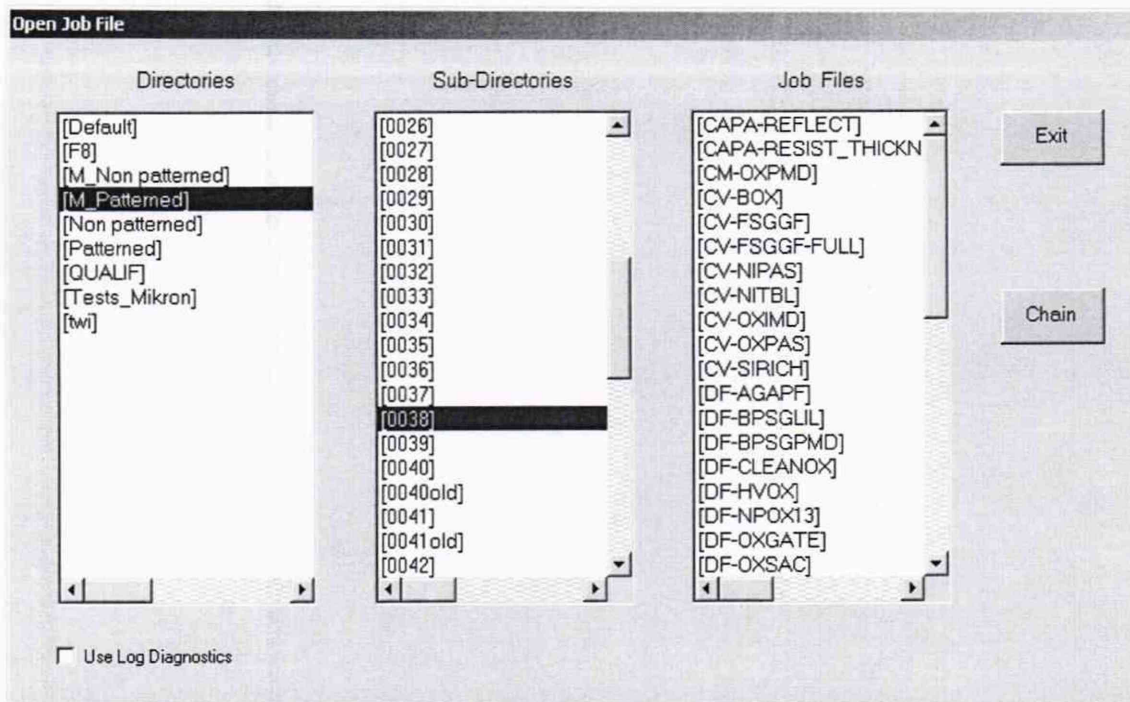 Open Job File
Directories
[Default]
[F8]
[M_Non patterned]
[M_Patterned]
[Non patterned]
[Patterned]
[QUALIF]
[Tests_Mikron]
[twi]
Sub-Directories
[0026]
[0027]
[0028]
[0029]
[0030]
[0031]
[0032]
[0033]
[0034]
[0035]
[0036]
[0037]
[0038]
[0039]
[0040]
[0040old]
[0041]
[0041old]
[0042]
Job Files
[CAPA-REFLECT]
[CAPA-RESIST_THICKN
[CM-OXPMD]
[CV-BOX]
[CV-FSGGF]
[CV-FSGGF-FULL]
[CV-NIPAS]
[CV-NITBL]
[CV-OXIMD]
[CV-OXPAS]
[CV-SIRICH]
[DF-AGAPF]
[DF-BPSGLIL]
[DF-BPSGPMD]
[DF-CLEANOX]
[DF-HVOX]
[DF-NPOX13]
[DF-OXGATE]
[DF-OXSAC]
Exit
Chain
Use Log Diagnostics